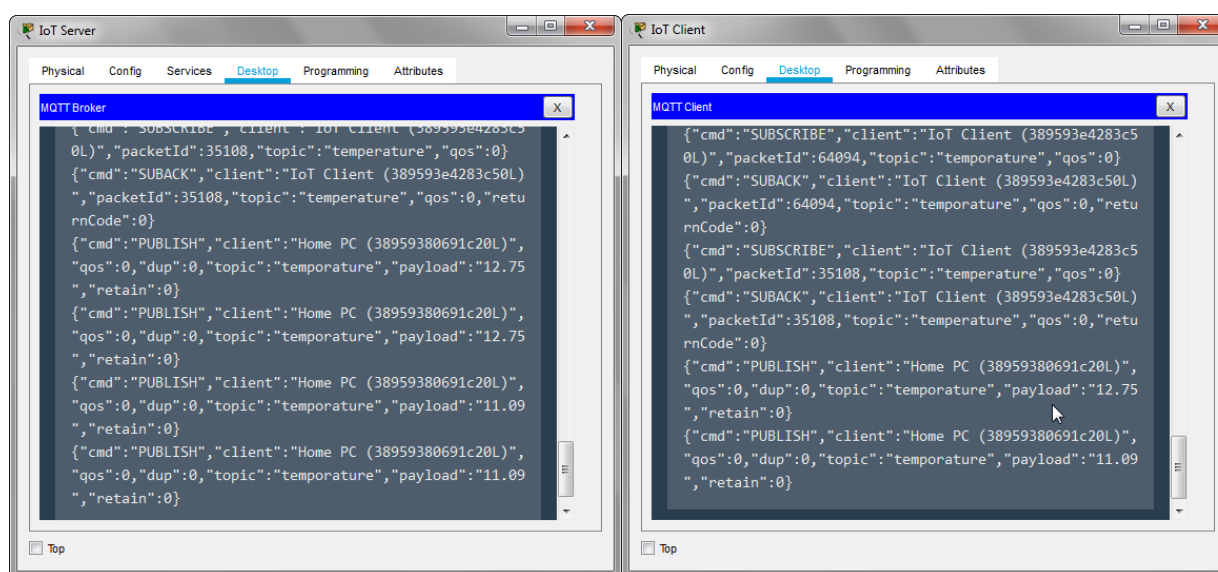 IoT Server
Physical Config Services Desktop Programming Attributes
MQTT Broker X
{"cmd":"SUBSCRIBE","client":"IoT Client (389593e4283c5
0L)","packetId":35108,"topic":"temperature","qos":0}
{"cmd":"SUBACK","client":"IoT Client (389593e4283c50L)
","packetId":35108,"topic":"temperature","qos":0,"retu
rnCode":0}
{"cmd":"PUBLISH","client":"Home PC (38959380691c20L)",
"qos":0,"dup":0,"topic":"temporature","payload":"12.75
","retain":0}
{"cmd":"PUBLISH","client":"Home PC (38959380691c20L)",
"qos":0,"dup":0,"topic":"temporature","payload":"12.75
","retain":0}
{"cmd":"PUBLISH","client":"Home PC (38959380691c20L)",
"qos":0,"dup":0,"topic":"temporature","payload":"11.09
","retain":0}
{"cmd":"PUBLISH","client":"Home PC (38959380691c20L)",
"qos":0,"dup":0,"topic":"temporature","payload":"11.09
","retain":0}
Top
IoT Client
Physical Config Desktop Programming Attributes
MQTT Client X
{"cmd":"SUBSCRIBE","client":"IoT Client (389593e4283c5
0L)","packetId":64094,"topic":"temporature","qos":0}
{"cmd":"SUBACK","client":"IoT Client (389593e4283c50L)
","packetId":64094,"topic":"temporature","qos":0,"retu
rnCode":0}
{"cmd":"SUBSCRIBE","client":"IoT Client (389593e4283c5
0L)","packetId":35108,"topic":"temperature","qos":0}
{"cmd":"SUBACK","client":"IoT Client (389593e4283c50L)
","packetId":35108,"topic":"temperature","qos":0,"retu
rnCode":0}
{"cmd":"PUBLISH","client":"Home PC (38959380691c20L)",
"qos":0,"dup":0,"topic":"temporature","payload":"12.75
","retain":0}
{"cmd":"PUBLISH","client":"Home PC (38959380691c20L)",
"qos":0,"dup":0,"topic":"temporature","payload":"11.09
","retain":0}
Top